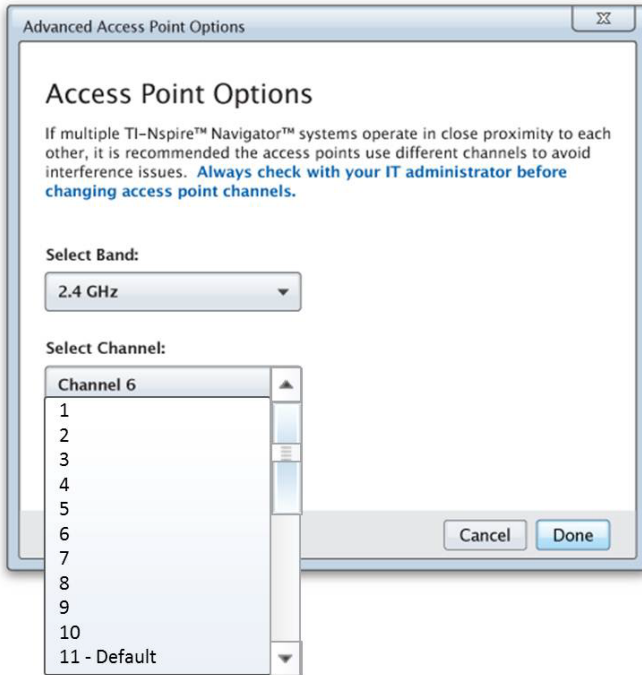 Advanced Access Point Options
Access Point Options
If multiple TI-Nspire™ Navigator™ systems operate in close proximity to each
other, it is recommended the access points use different channels to avoid
interference issues. Always check with your IT administrator before
changing access point channels.
Select Band:
2.4 GHz
Select Channel:
Channel 6
1
2
3
4
5
6
7
8
9
10
11 - Default
Cancel
Done